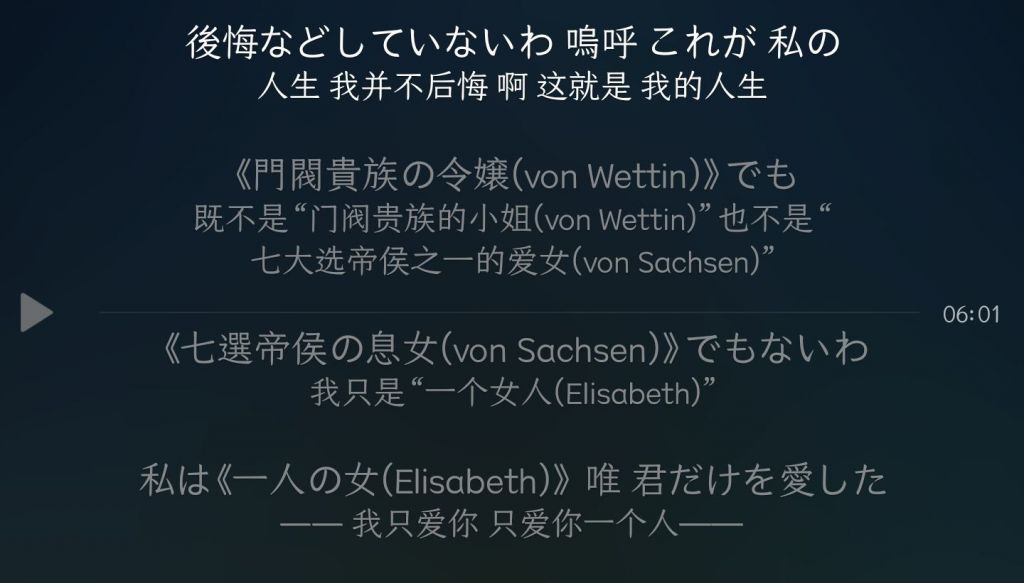 後悔などしていないわ 嗚呼 これが 私の
人生 我并不后悔 啊 这就是 我的人生
《門閥貴族の令嬢(von Wettin)》でも
既不是“门阀贵族的小姐(von Wettin)”也不是“
七大选帝侯之一的爱女(von Sachsen)”
06:01
《七選帝侯の息女(von Sachsen)》でもないわ
我只是“一个女人(Elisabeth)”
私は《一人の女(Elisabeth)》 唯 君だけを愛した
—— 我只爱你 只爱你一个人——